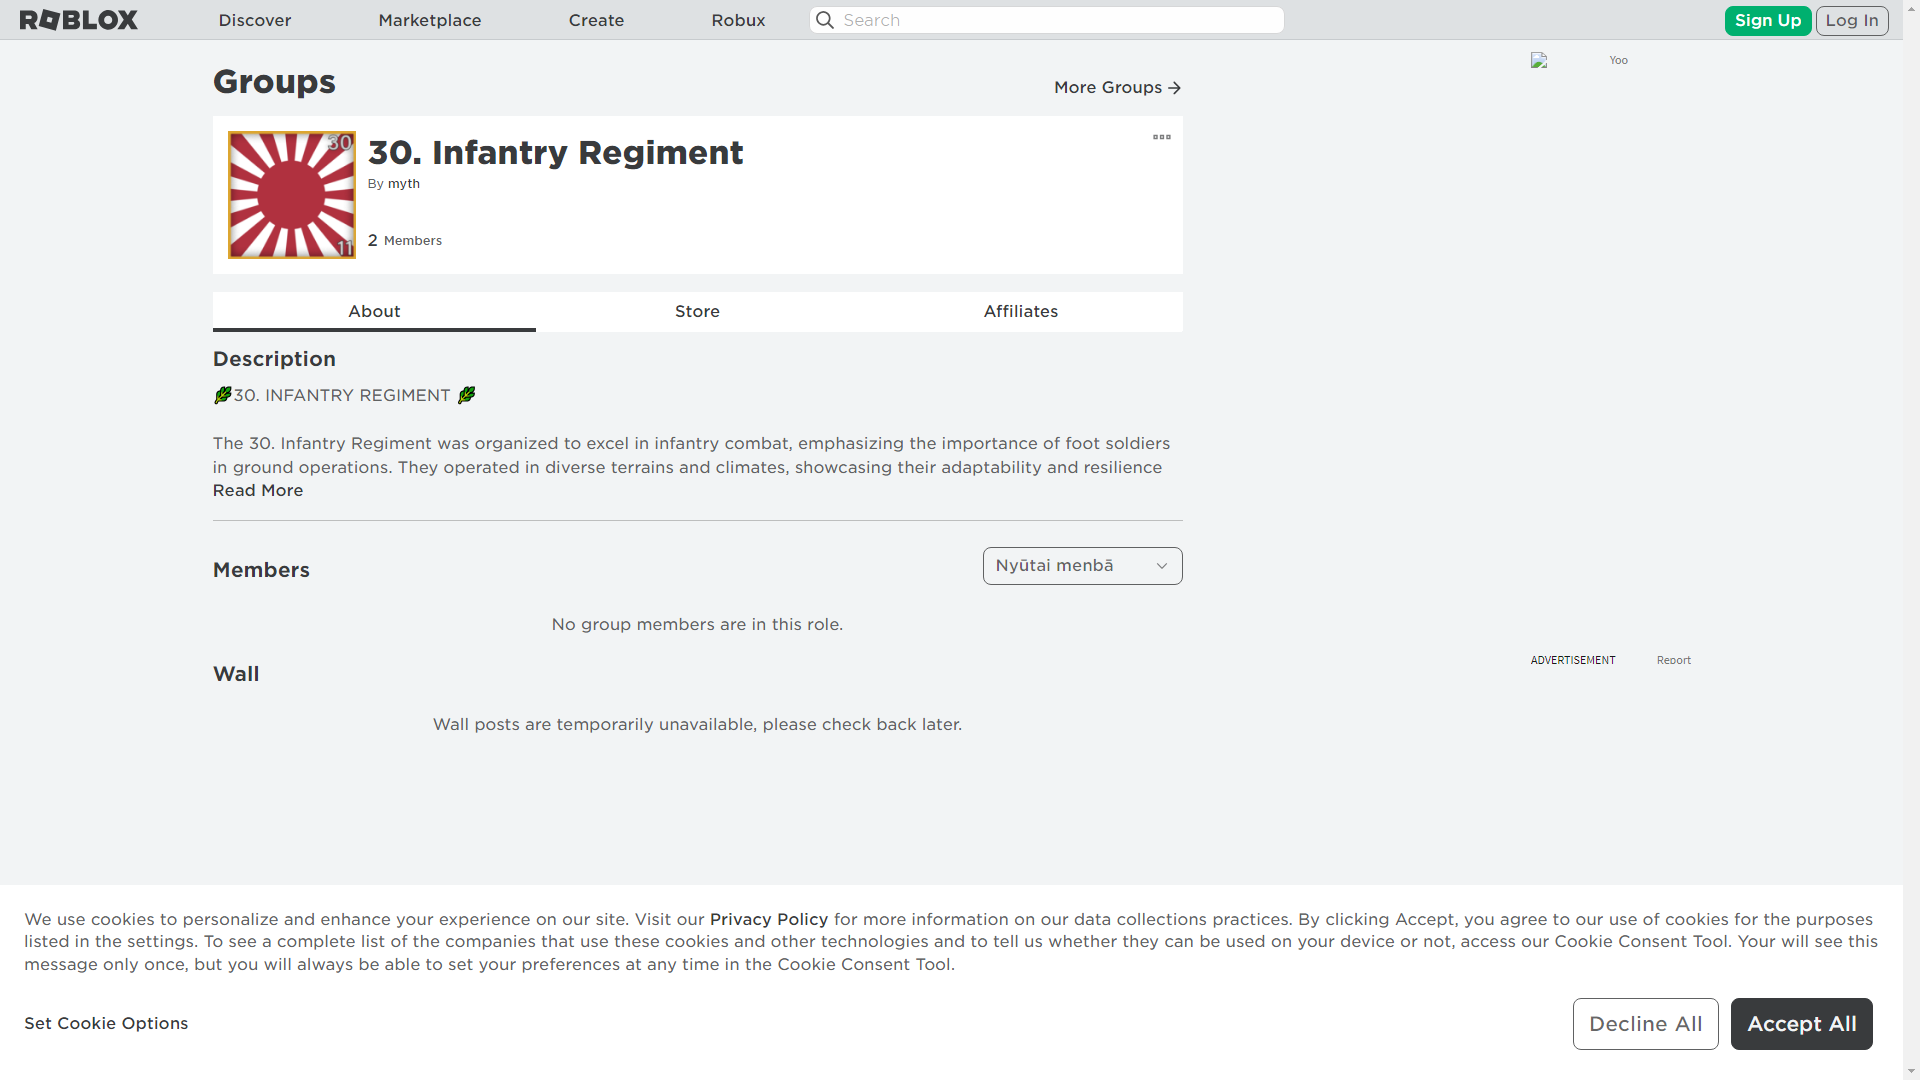 ROBLOX
Discover
Marketplace
Create
Robux
Search
Sign Up
Log In
Yoo
Groups
More Groups
30
11
30. Infantry Regiment
By myth
2 Members
About
Store
Affiliates
Description
30. INFANTRY REGIMENT
The 30. Infantry Regiment was organized to excel in infantry combat, emphasizing the importance of foot soldiers
in ground operations. They operated in diverse terrains and climates, showcasing their adaptability and resilience
Read More
Members
Nyūtai menbā
No group members are in this role.
ADVERTISEMENT
Report
Wall
Wall posts are temporarily unavailable, please check back later.
We use cookies to personalize and enhance your experience on our site. Visit our Privacy Policy for more information on our data collections practices. By clicking Accept, you agree to our use of cookies for the purposes
listed in the settings. To see a complete list of the companies that use these cookies and other technologies and to tell us whether they can be used on your device or not, access our Cookie Consent Tool. Your will see this
message only once, but you will always be able to set your preferences at any time in the Cookie Consent Tool.
Set Cookie Options
Decline All
Accept All